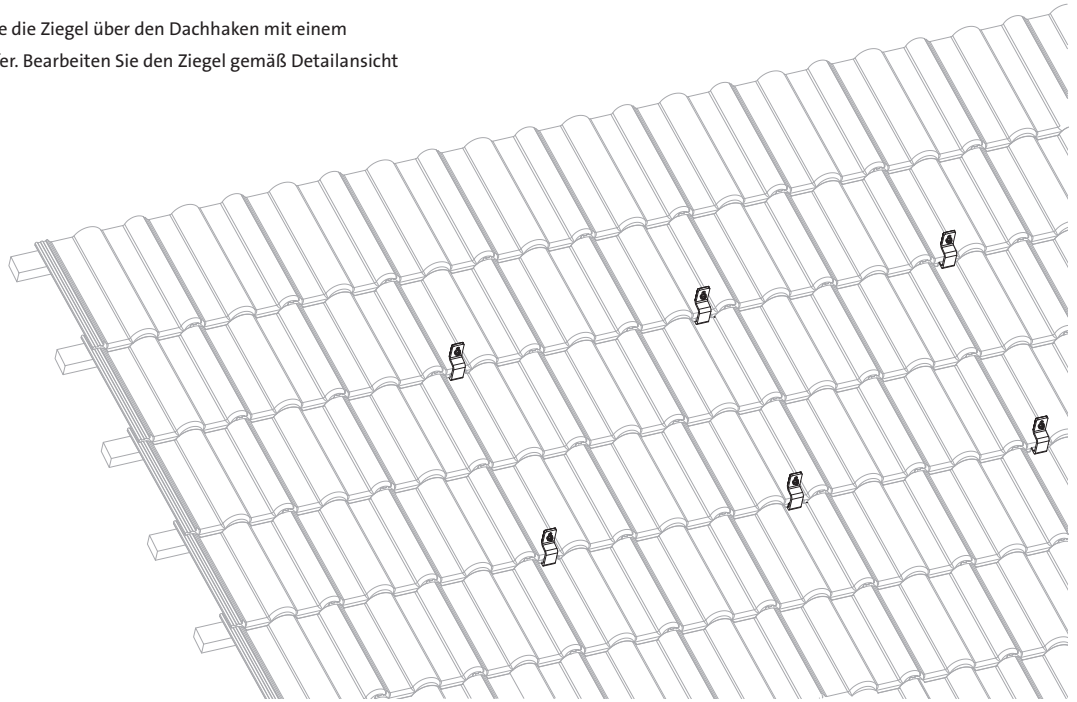 e die Ziegel über den Dachhaken mit einem
er. Bearbeiten Sie den Ziegel gemäß Detailansicht